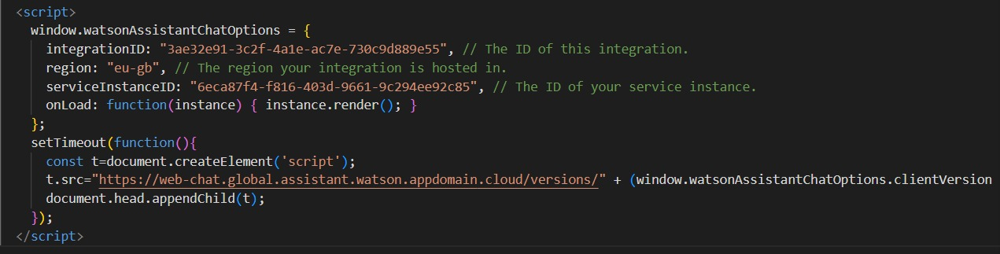 <script>
window.watsonAssistantChatOptions = {
integrationID: "3ae32e91-3c2f-4a1e-ac7e-730c9d889e55", // The ID of this integration.
region: "eu-gb", // The region your integration is hosted in.
serviceInstanceID: "6eca87f4-f816-403d-9661-9c294ee92c85", // The ID of your service instance.
onLoad: function(instance) { instance.render(); }
};
setTimeout(function(){
const t=document.createElement('script');
t.src="https://web-chat.global.assistant.watson.appdomain.cloud/versions/" + (window.watsonAssistantChatOptions.clientVersion
document.head.appendChild(t);
});
</script>